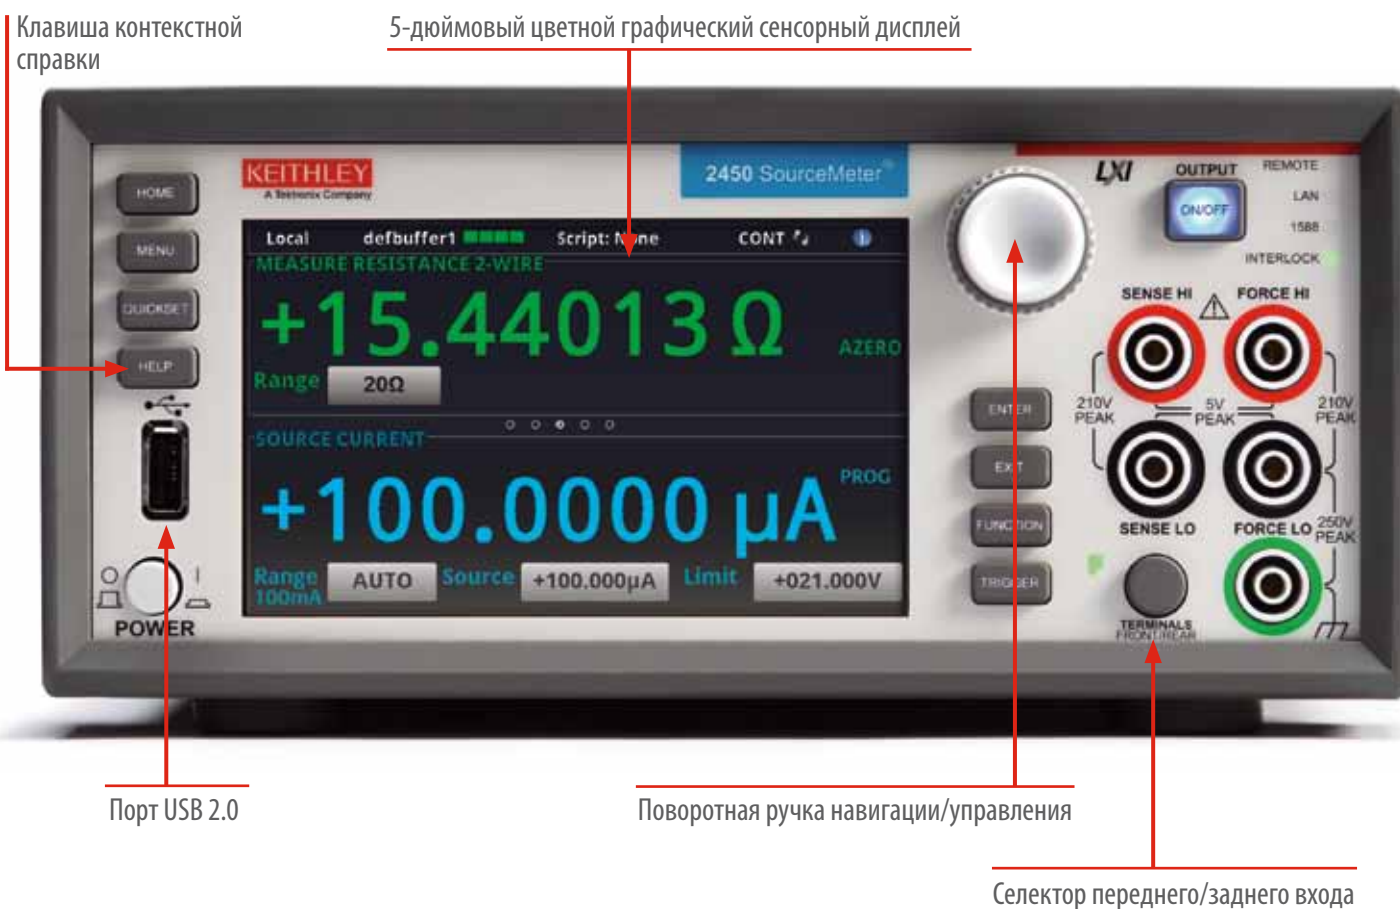 Клавиша контекстной
справки
5-дюймовый цветной графический сенсорный дисплей
KEITHLEY
A Tektronix Company
2450 SourceMeter®
LXI
OUTPUT
ON/OFF
REMOTE
LAN
1588
INTERLOCK
HOME
MENU
QUICKSET
HELP
Local defbuffer1 Script: None CONT
MEASURE RESISTANCE 2-WIRE
+15.44013 Ω
AZERO
Range 20Ω
SOURCE CURRENT
+100.0000 µA
PROG
Range AUTO Source +100.000µA Limit +021.000V
100mA
POWER
ENTER
EXIT
FUNCTION
TRIGGER
SENSE HI FORCE HI
210V
PEAK
5V
PEAK
210V
PEAK
SENSE LO FORCE LO
250V
PEAK
TERMINALS
FRONT/REAR
Порт USB 2.0
Поворотная ручка навигации/управления
Селектор переднего/заднего входа